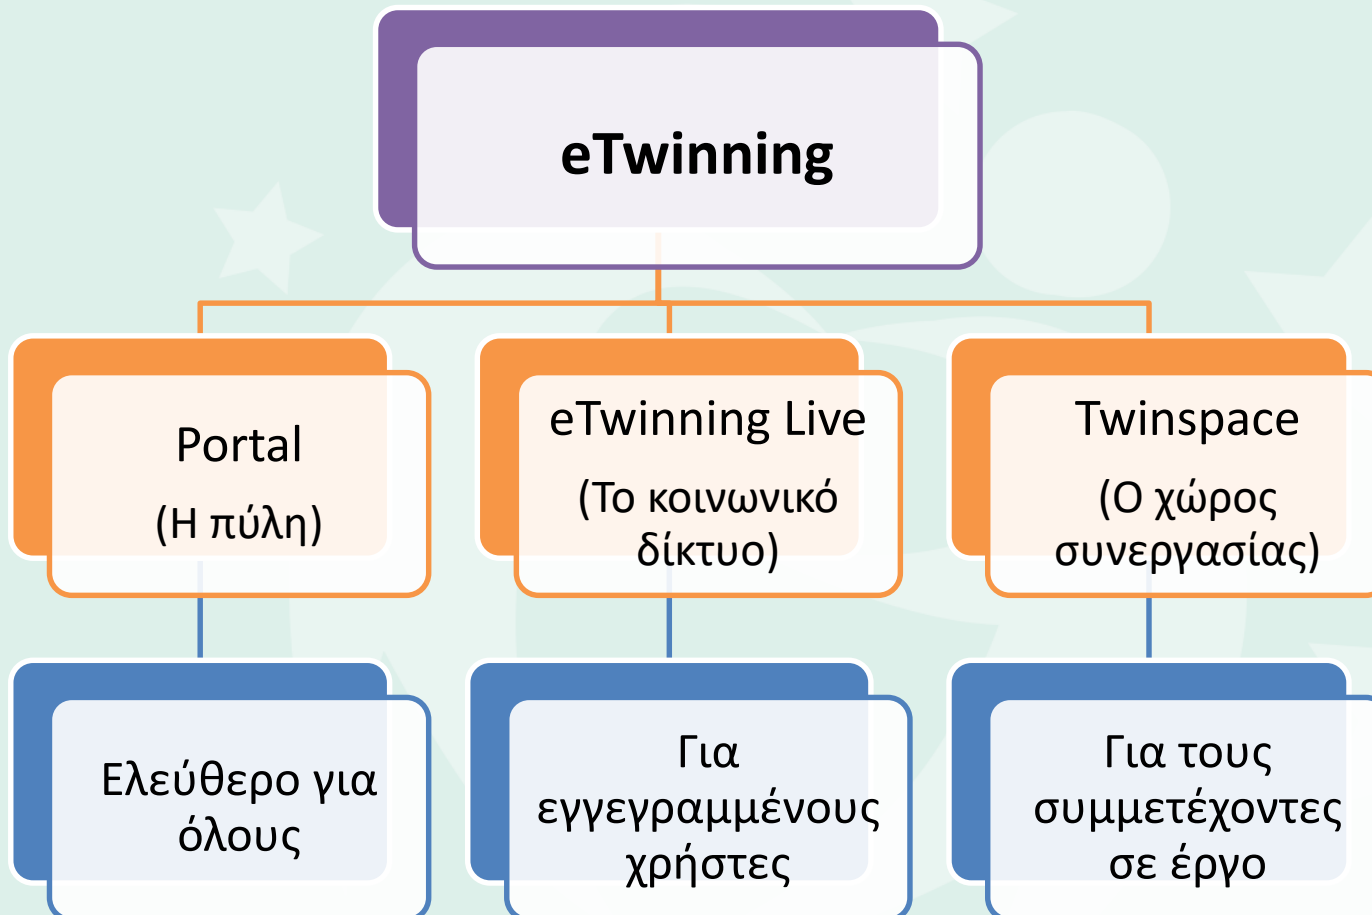 eTwinning
Portal
(Η πύλη)
eTwinning Live
(Το κοινωνικό
δίκτυο)
Twinspace
(Ο χώρος
συνεργασίας)
Ελεύθερο για
όλους
Για
εγγεγραμμένους
χρήστες
Για τους
συμμετέχοντες
σε έργο